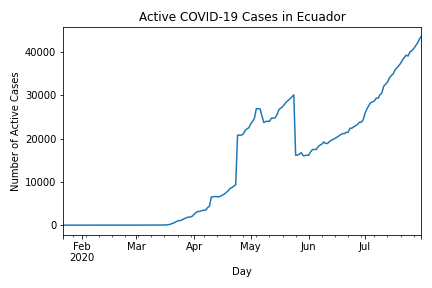 Active COVID-19 Cases in Ecuador
Number of Active Cases
40000
30000
20000
10000
0
Feb Mar Apr May Jun Jul
2020
Day